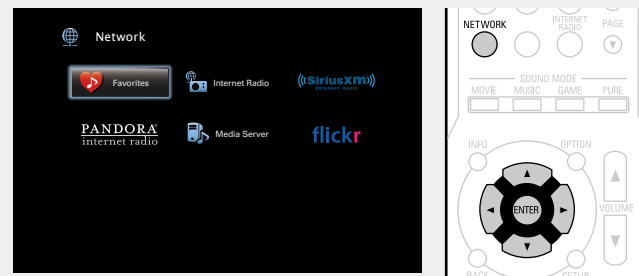 Network
Favorites
Internet Radio
((SiriusXM))
INTERNET RADIO
PANDORA®
internet radio
Media Server
flickr
NETWORK
INTERNET
RADIO
PAGE
SOUND MODE
MOVIE MUSIC GAME PURE
INFO OPTION
ENTER
VOLUME
BACK SETUP